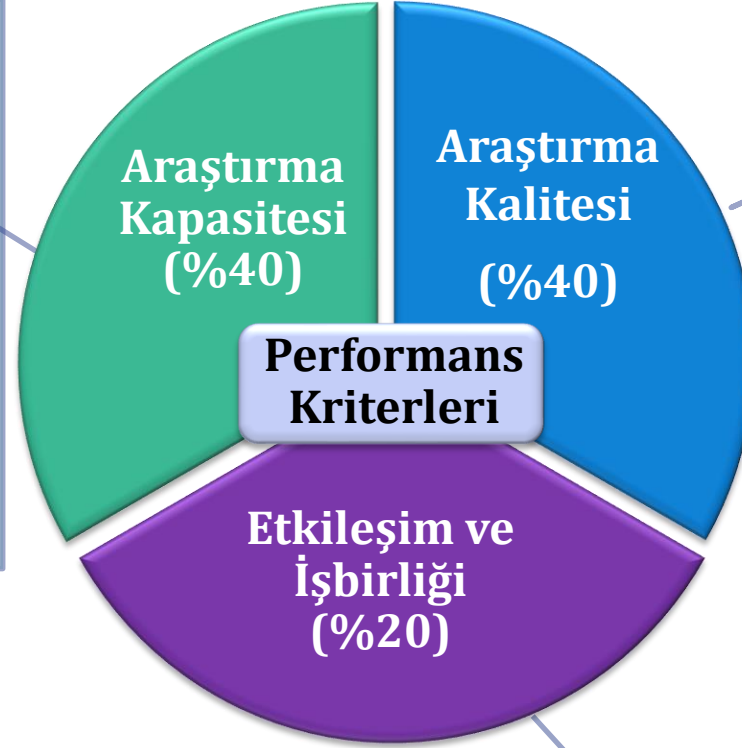 Araştırma
Kapasitesi
(%40)
Araştırma
Kalitesi
(%40)
Performans
Kriterleri
Etkileşim ve
İşbirliği
(%20)